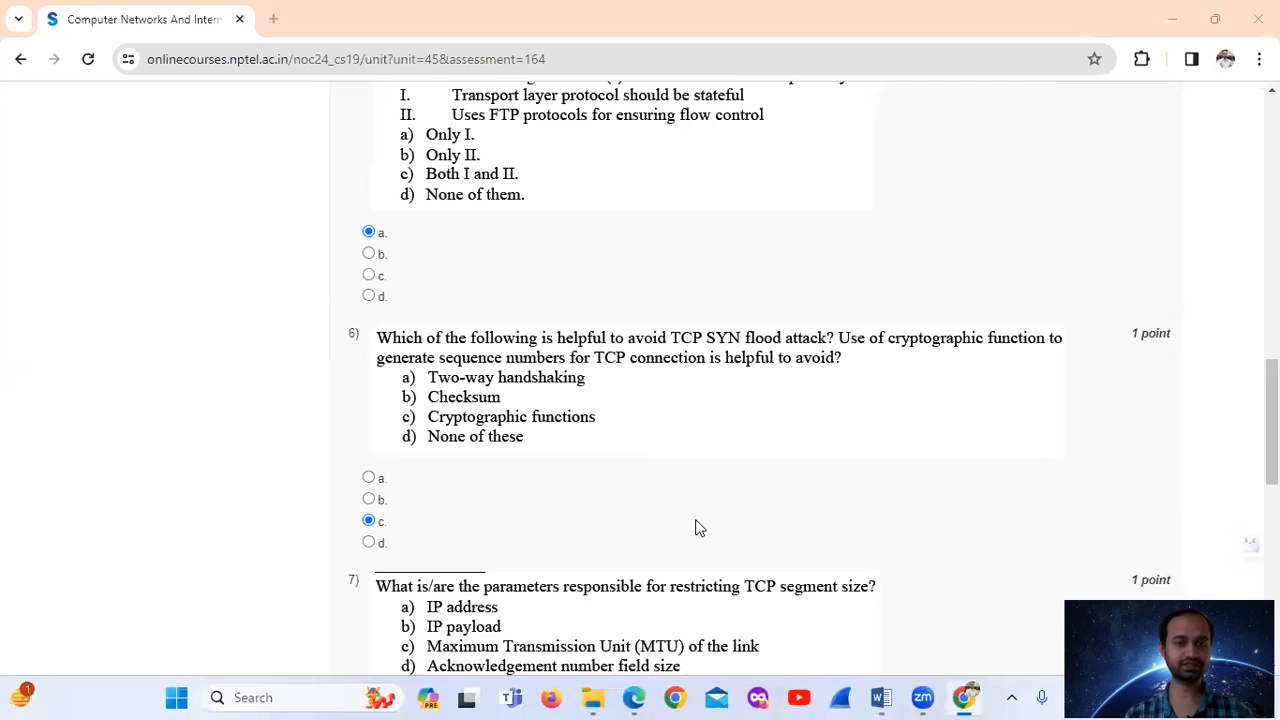 Computer Networks And Intern
onlinecourses.nptel.ac.in/noc24_cs19/unit?unit=45&assessment=164
I. Transport layer protocol should be stateful
II. Uses FTP protocols for ensuring flow control
a) Only I.
b) Only II.
c) Both I and II.
d) None of them.
a.
b.
c.
d.
6) Which of the following is helpful to avoid TCP SYN flood attack? Use of cryptographic function to 1 point
generate sequence numbers for TCP connection is helpful to avoid?
a) Two-way handshaking
b) Checksum
c) Cryptographic functions
d) None of these
a.
b.
c.
d.
7) What is/are the parameters responsible for restricting TCP segment size? 1 point
a) IP address
b) IP payload
c) Maximum Transmission Unit (MTU) of the link
d) Acknowledgement number field size
1 Search PRE zm